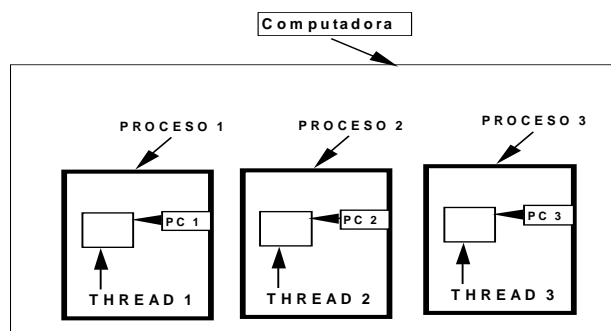 Computadora
PROCESO 1
PROCESO 2
PROCESO 3
PC 1
PC 2
PC 3
THREAD 1
THREAD 2
THREAD 3